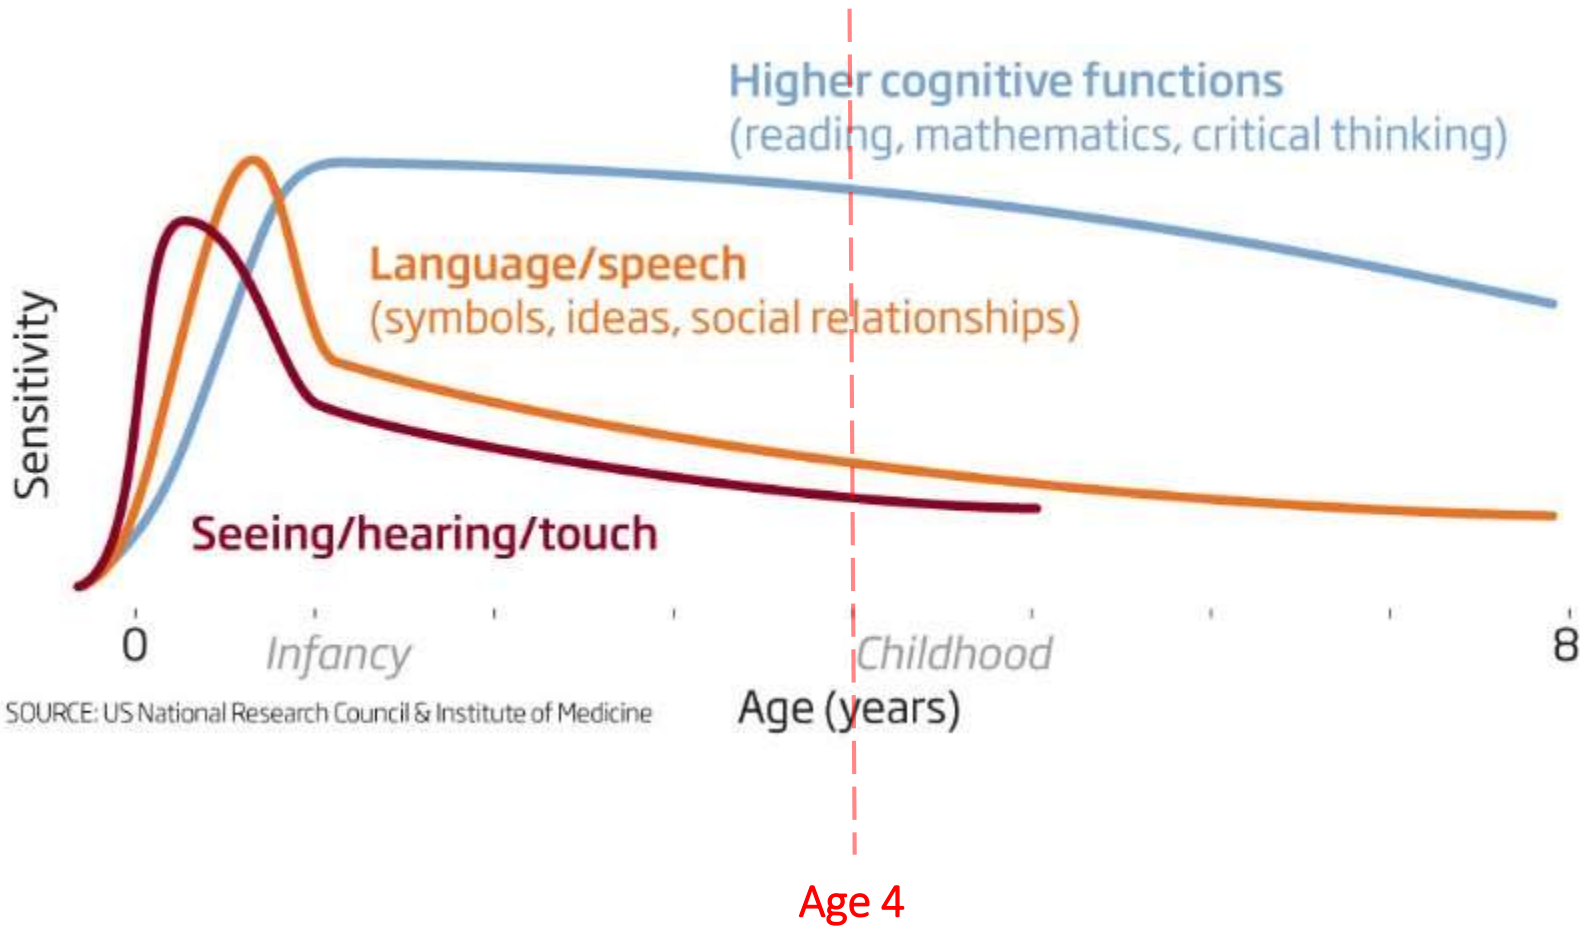 Higher cognitive functions
(reading, mathematics, critical thinking)
Language/speech
(symbols, ideas, social relationships)
Sensitivity
Seeing/hearing/touch
0
Infancy
Childhood
8
SOURCE: US National Research Council & Institute of Medicine
Age (years)
Age 4